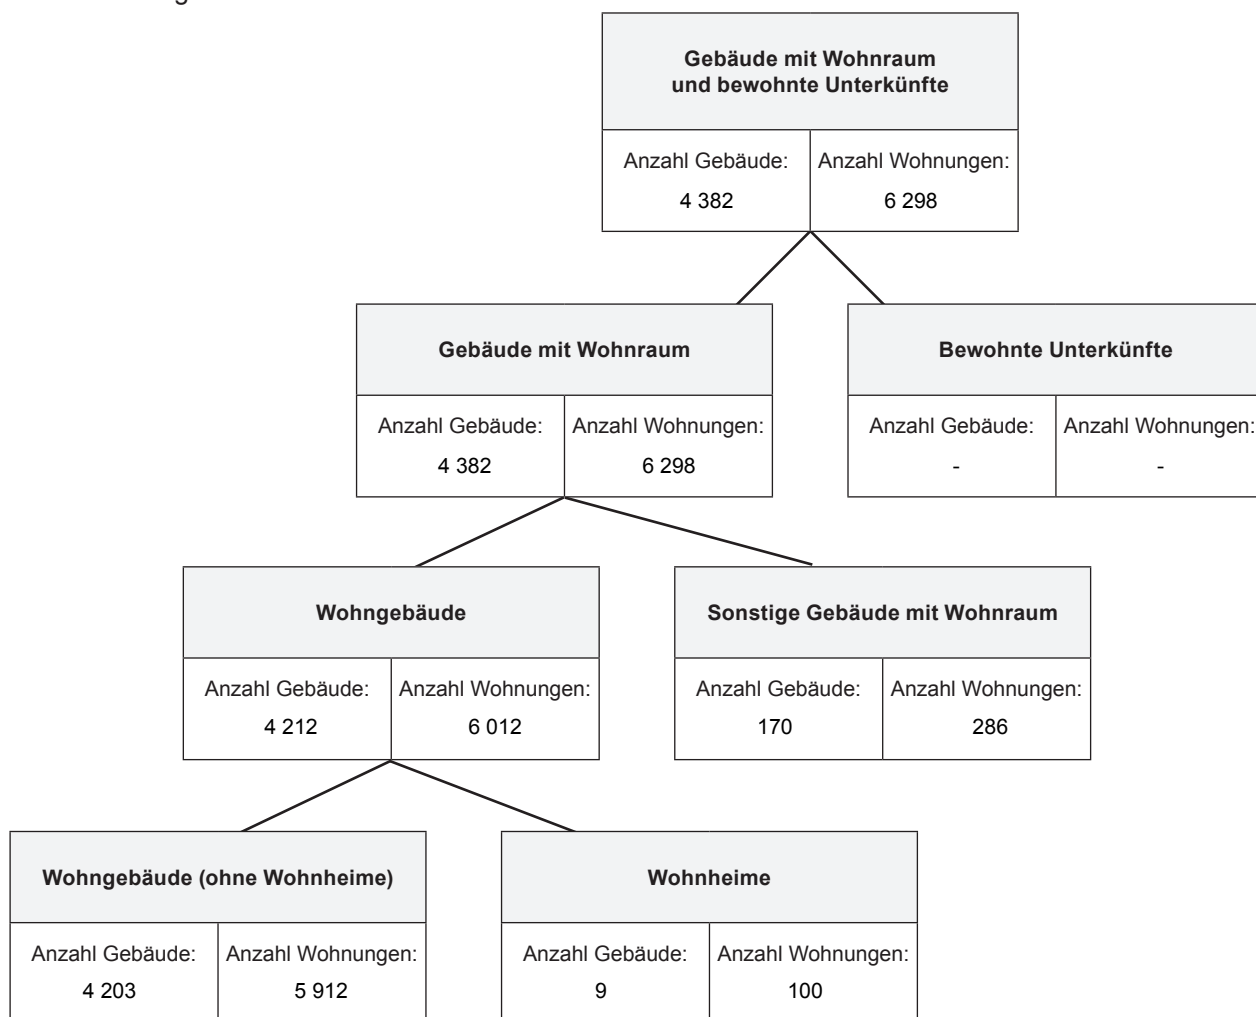 Gebäude mit Wohnraum
und bewohnte Unterkünfte
Anzahl Gebäude: Anzahl Wohnungen:
4 382 6 298
Gebäude mit Wohnraum Bewohnte Unterkünfte
Anzahl Gebäude: Anzahl Wohnungen: Anzahl Gebäude: Anzahl Wohnungen:
4 382 6 298 - -
Wohngebäude Sonstige Gebäude mit Wohnraum
Anzahl Gebäude: Anzahl Wohnungen: Anzahl Gebäude: Anzahl Wohnungen:
4 212 6 012 170 286
Wohngebäude (ohne Wohnheime) Wohnheime
Anzahl Gebäude: Anzahl Wohnungen: Anzahl Gebäude: Anzahl Wohnungen:
4 203 5 912 9 100